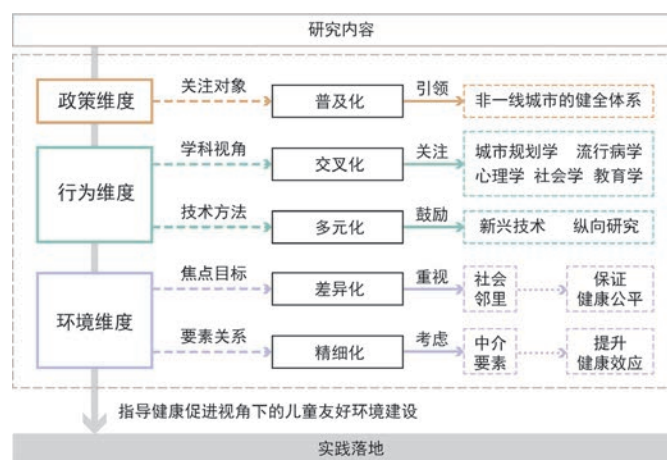 研究内容
政策维度
关注对象
普及化
引领
非一线城市的健全体系
行为维度
学科视角
交叉化
关注
城市规划学 流行病学
心理学 社会学 教育学
技术方法
多元化
鼓励
新兴技术 纵向研究
环境维度
焦点目标
差异化
重视
社会
邻里
保证
健康公平
要素关系
精细化
考虑
中介
要素
提升
健康效应
指导健康促进视角下的儿童友好环境建设
实践落地